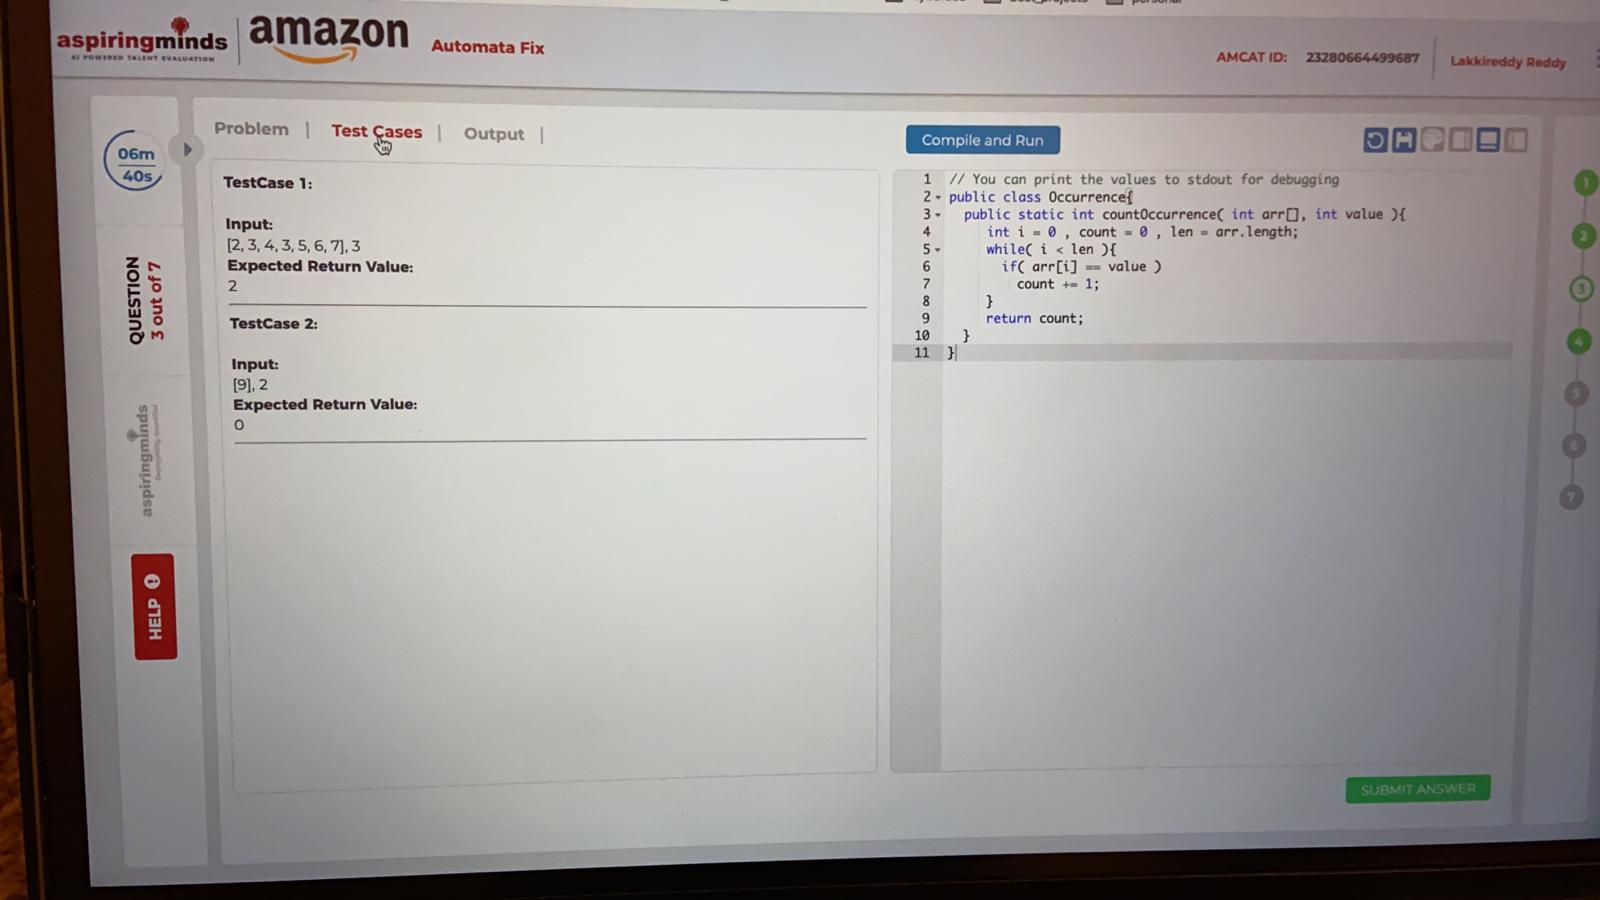 personal
aspiringminds
AI POWERED TALENT EVALUATION
amazon
Automata Fix
AMCAT ID: 23280664499687
Lakkireddy Reddy
06m
40s
QUESTION
3 out of 7
aspiringminds
HELP
Problem | Test Cases | Output |
TestCase 1:
Input:
[2, 3, 4, 3, 5, 6, 7], 3
Expected Return Value:
2
TestCase 2:
Input:
[9], 2
Expected Return Value:
0
Compile and Run
1 // You can print the values to stdout for debugging
2 public class Occurrence{
3 public static int countOccurrence( int arr[], int value ){
4 int i = 0 , count = 0 , len = arr.length;
5 while( i < len ){
6 if( arr[i] == value )
7 count += 1;
8 }
9 return count;
10 }
11 }
SUBMIT ANSWER
1
2
3
4
5
6
7